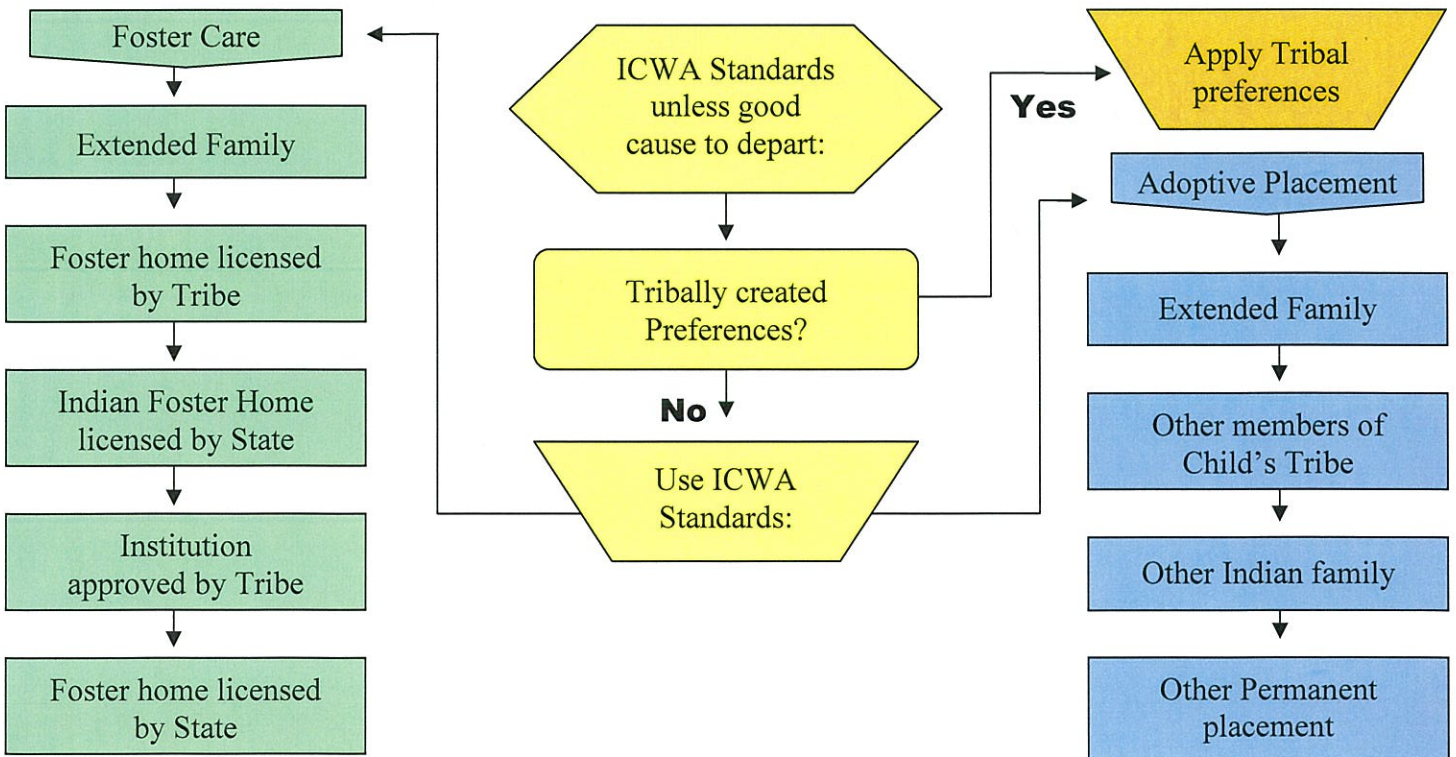 Foster Care
Extended Family
Foster home licensed
by Tribe
Indian Foster Home
licensed by State
Institution
approved by Tribe
Foster home licensed
by State
ICWA Standards
unless good
cause to depart:
Tribally created
Preferences?
Yes
No
Use ICWA
Standards:
Apply Tribal
preferences
Adoptive Placement
Extended Family
Other members of
Child’s Tribe
Other Indian family
Other Permanent
placement